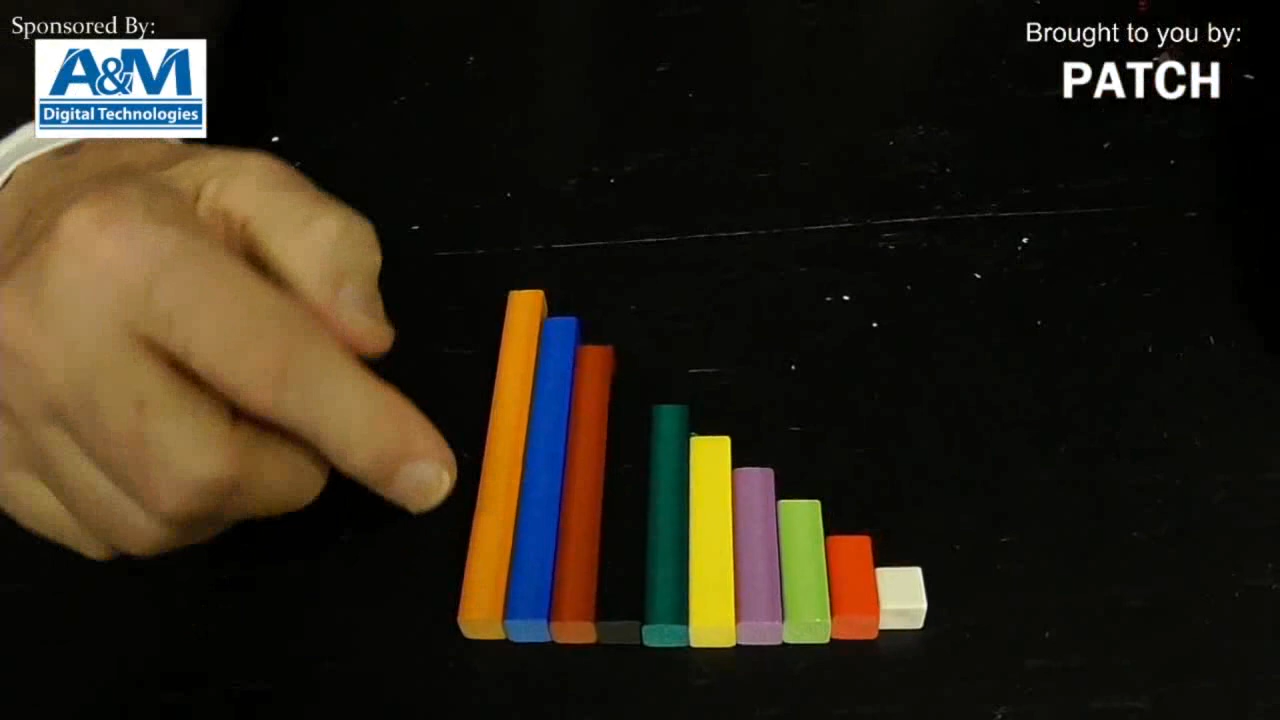 Sponsored By:
A&M
Digital Technologies
Brought to you by:
PATCH